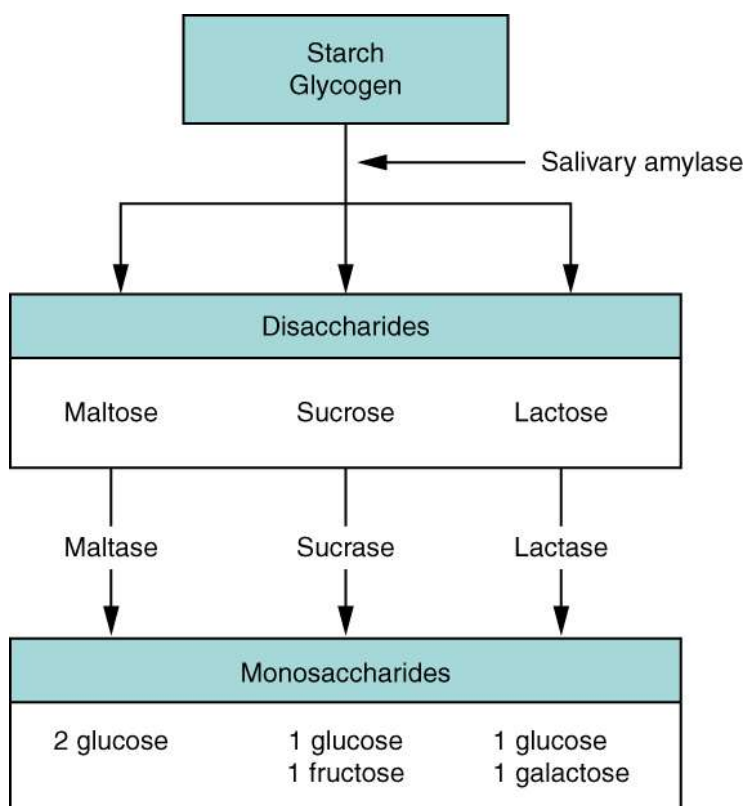 Starch
Glycogen
Salivary amylase
Disaccharides
Maltose Sucrose Lactose
Maltase Sucrase Lactase
Monosaccharides
2 glucose 1 glucose 1 glucose
1 fructose 1 galactose